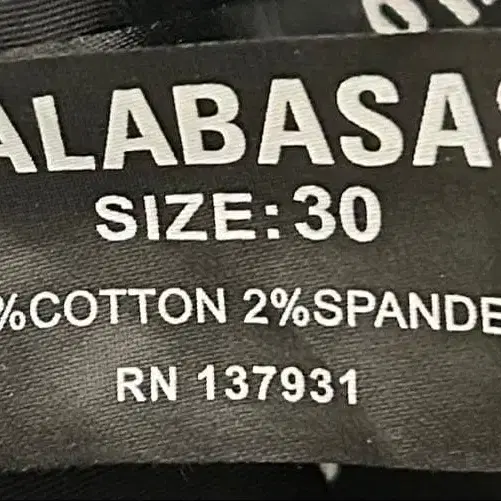 ALABASAS
SIZE: 30
%COTTON 2%SPANDE
RN 137931